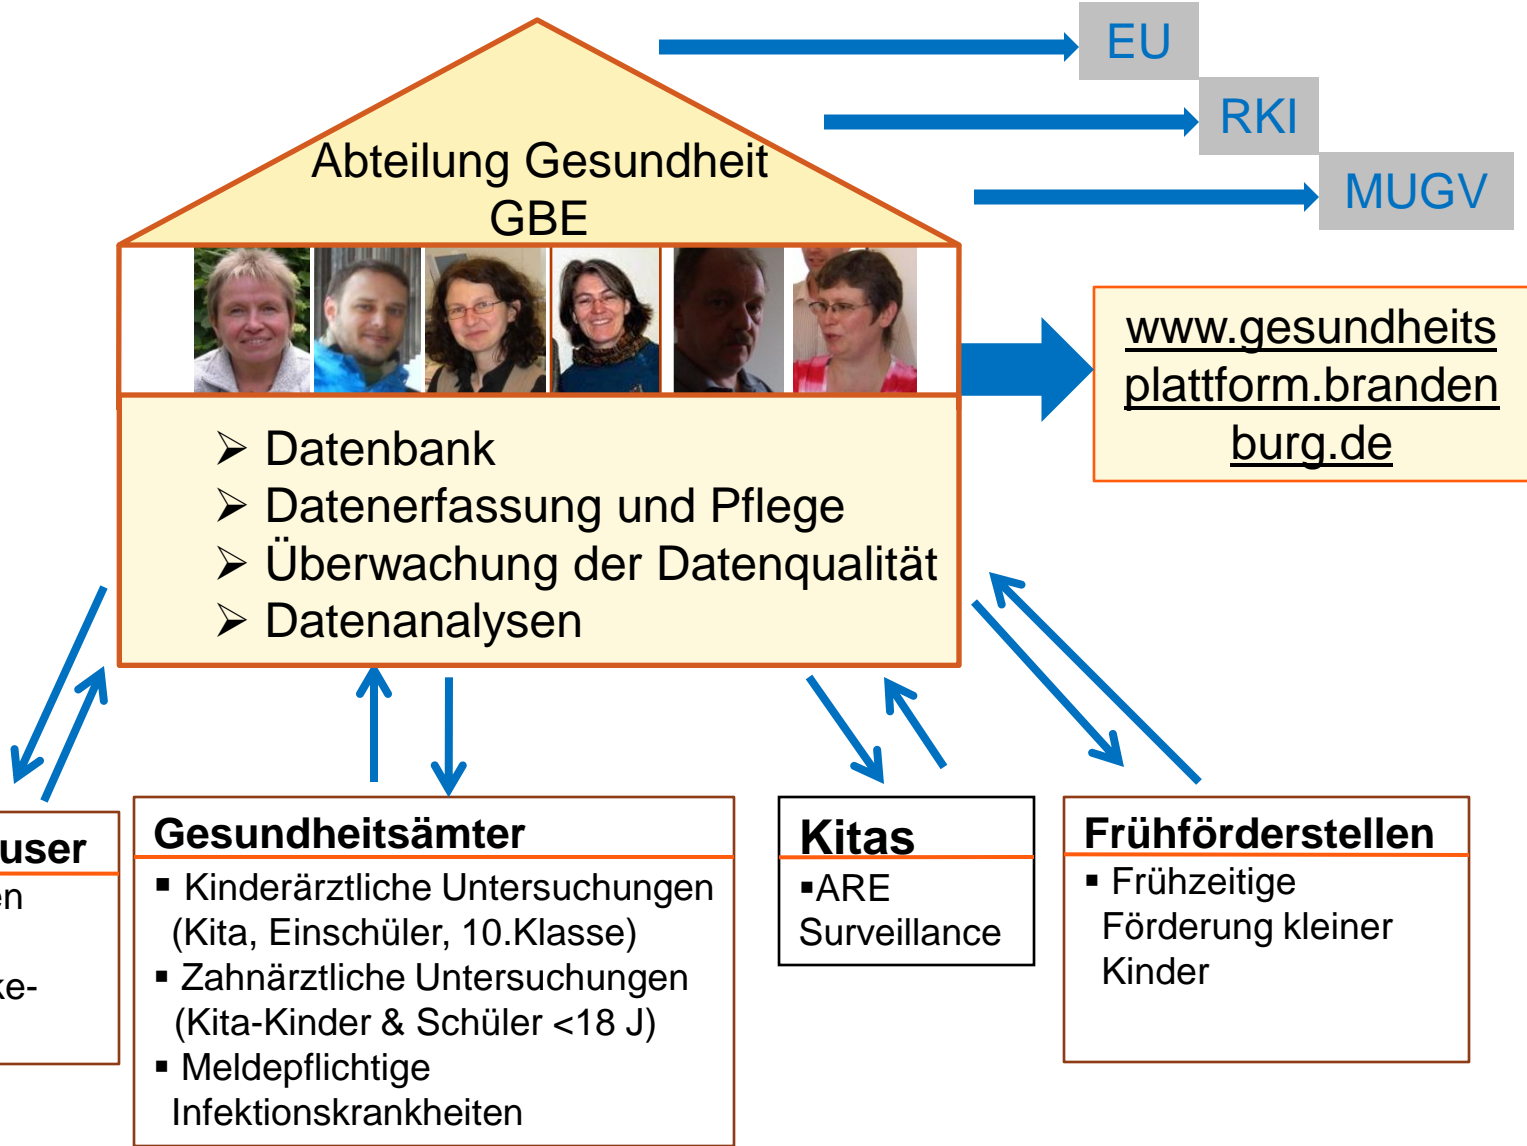 EU
RKI
MUGV
Abteilung Gesundheit
GBE
www.gesundheits
plattform.branden
burg.de
➢ Datenbank
➢ Datenerfassung und Pflege
➢ Überwachung der Datenqualität
➢ Datenanalysen
user
en
ke-
Gesundheitsämter
▪ Kinderärztliche Untersuchungen
(Kita, Einschüler, 10.Klasse)
▪ Zahnärztliche Untersuchungen
(Kita-Kinder & Schüler <18 J)
▪ Meldepflichtige
Infektionskrankheiten
Kitas
▪ARE
Surveillance
Frühförderstellen
▪ Frühzeitige
Förderung kleiner
Kinder